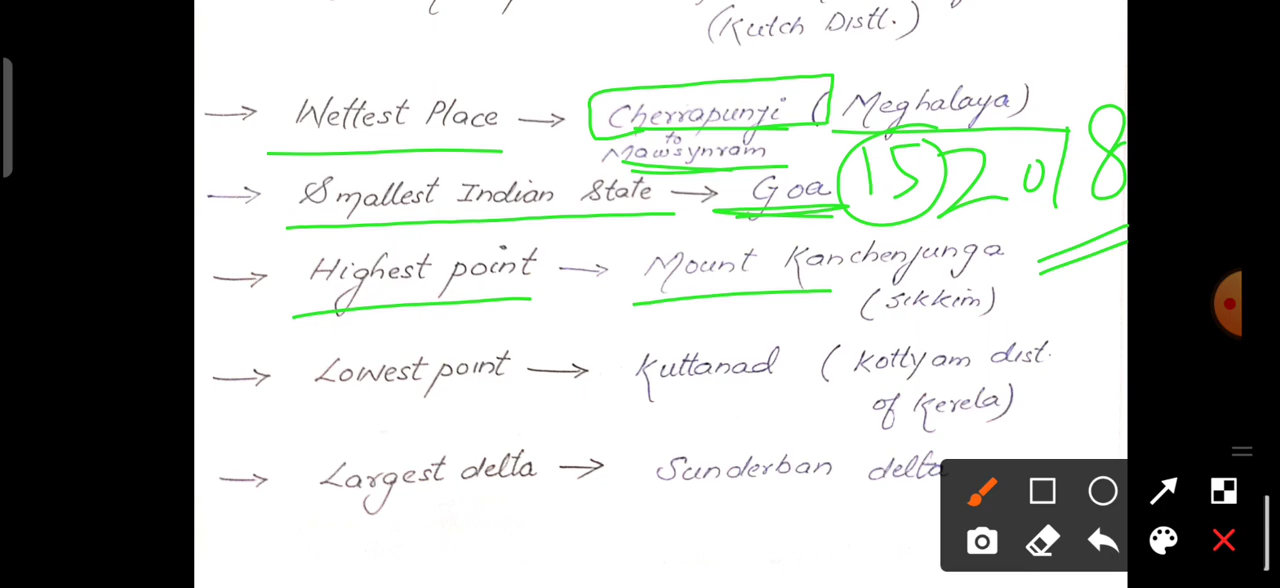 (Kutch Distt.)
→ Wettest Place → Cherrapunji (Meghalaya)
to
Mawsynram
→ Smallest Indian State → Goa 15 2018
→ Highest point → Mount Kanchenjunga
(Sikkim)
→ Lowest point → Kuttanad (Kottyam dist.
of Kerela)
→ Largest delta → Sunderban delta